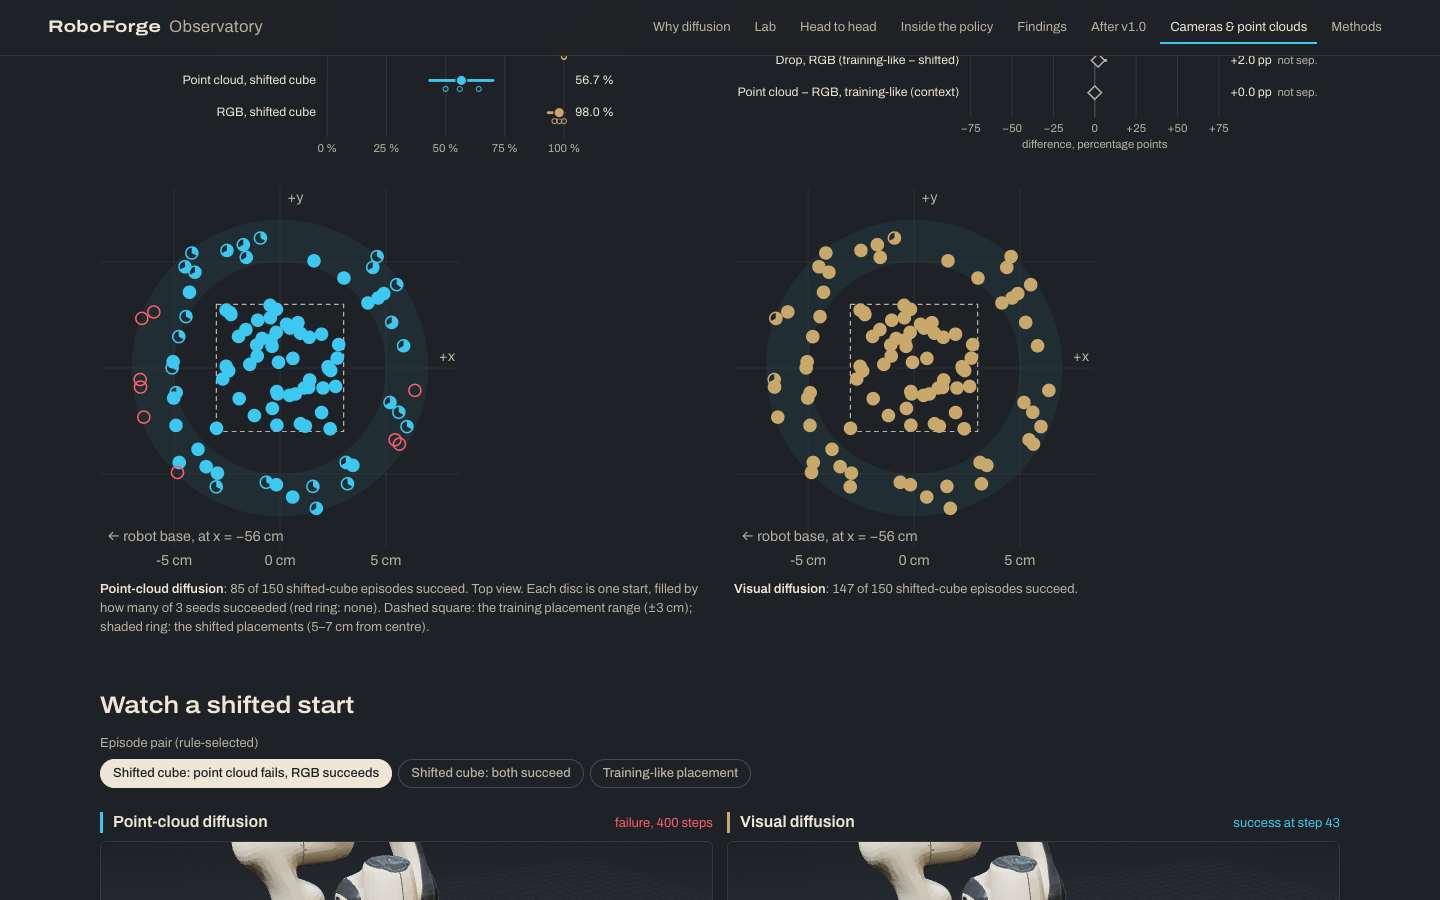 RoboForge Observatory
Why diffusion
Lab
Head to head
Inside the policy
Findings
After v1.0
Cameras & point clouds
Methods
Point cloud, shifted cube
56.7 %
RGB, shifted cube
98.0 %
0 %
25 %
50 %
75 %
100 %
Drop, RGB (training-like – shifted)
+2.0 pp not sep.
Point cloud – RGB, training-like (context)
+0.0 pp not sep.
−75
−50
−25
0
+25
+50
+75
difference, percentage points
+y
+x
← robot base, at x = −56 cm
-5 cm
0 cm
5 cm
+y
+x
← robot base, at x = −56 cm
-5 cm
0 cm
5 cm
Point-cloud diffusion: 85 of 150 shifted-cube episodes succeed. Top view. Each disc is one start, filled by
how many of 3 seeds succeeded (red ring: none). Dashed square: the training placement range (±3 cm);
shaded ring: the shifted placements (5–7 cm from centre).
Visual diffusion: 147 of 150 shifted-cube episodes succeed.
Watch a shifted start
Episode pair (rule-selected)
Shifted cube: point cloud fails, RGB succeeds
Shifted cube: both succeed
Training-like placement
Point-cloud diffusion
failure, 400 steps
Visual diffusion
success at step 43